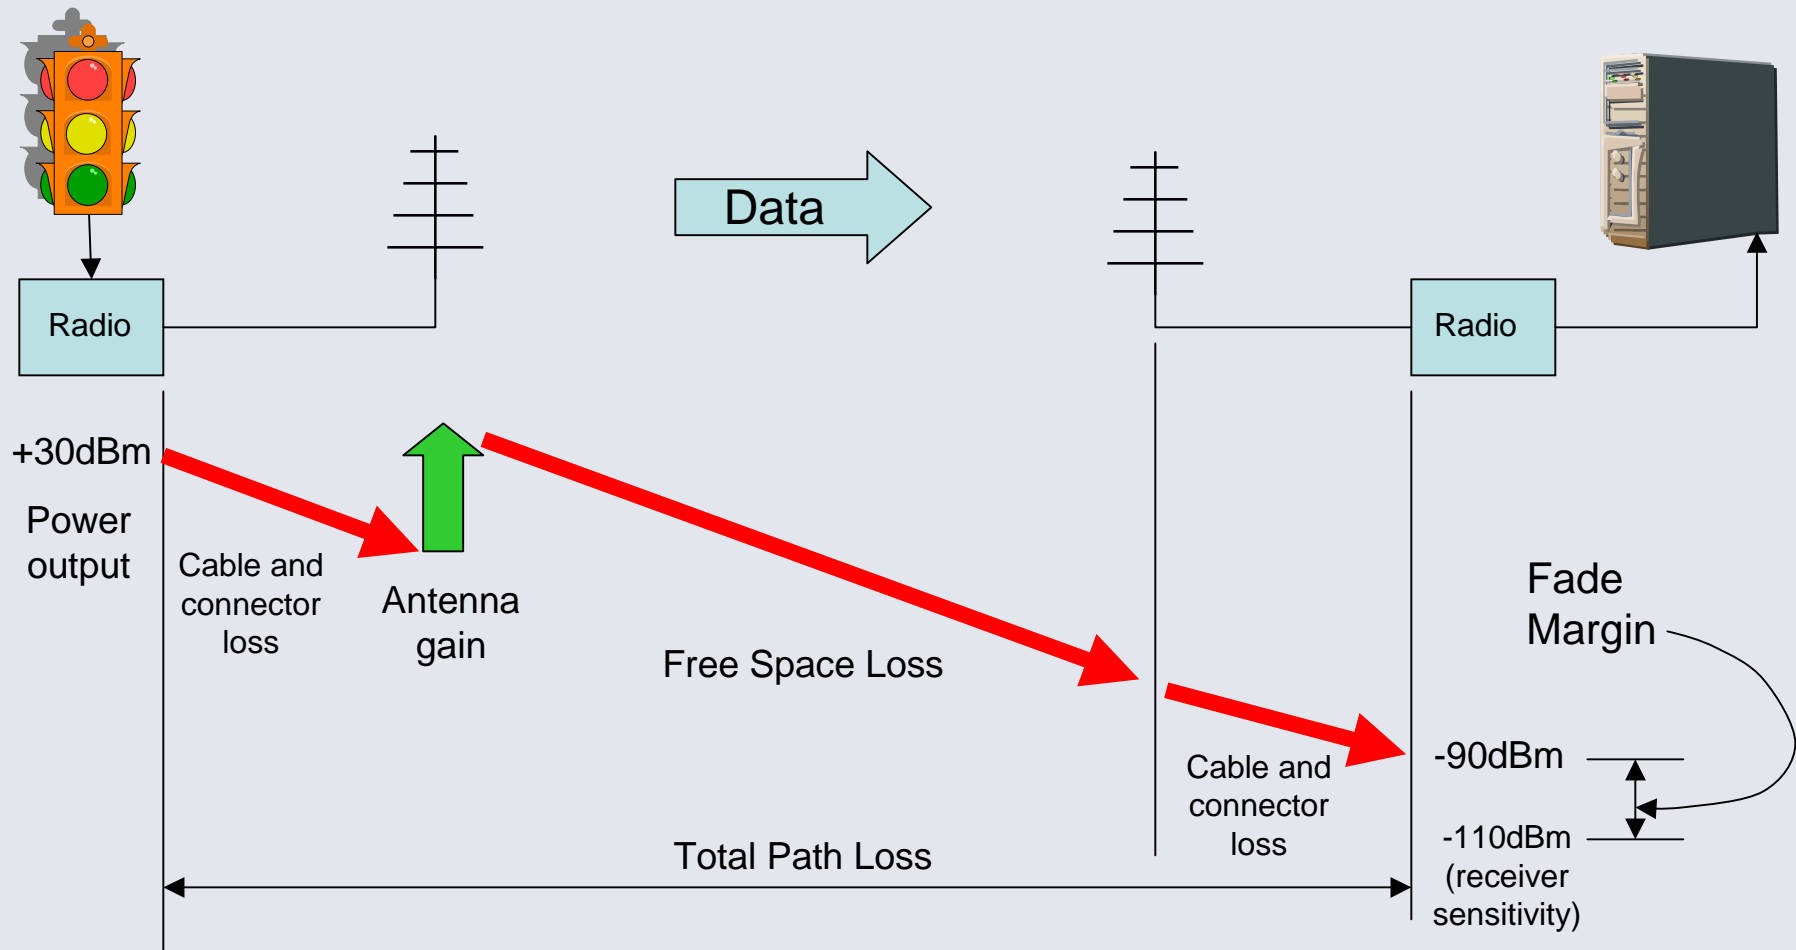 Data
Radio
Radio
+30dBm
Power
output
Cable and
connector
loss
Antenna
gain
Free Space Loss
Fade
Margin
Cable and
connector
loss
-90dBm
-110dBm
(receiver
sensitivity)
Total Path Loss